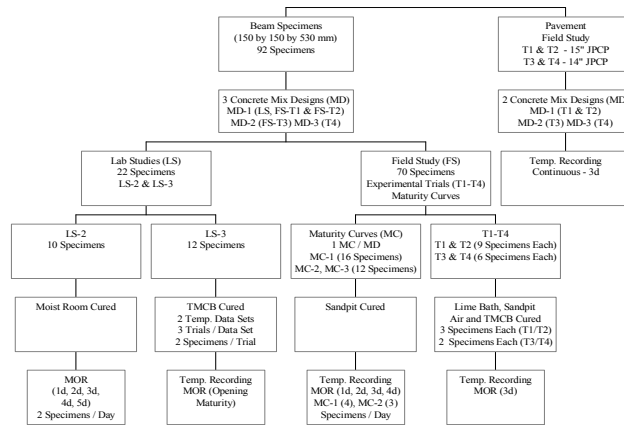 Beam Specimens
(150 by 150 by 530 mm)
92 Specimens
Pavement
Field Study
T1 & T2 - 15" JPCP
T3 & T4 - 14" JPCP
3 Concrete Mix Designs (MD)
MD-1 (LS, FS-T1 & FS-T2)
MD-2 (FS-T3) MD-3 (T4)
2 Concrete Mix Designs (MD
MD-1 (T1 & T2)
MD-2 (T3) MD-3 (T4)
Lab Studies (LS)
22 Specimens
LS-2 & LS-3
Field Study (FS)
70 Specimens
Experimental Trials (T1-T4)
Maturity Curves
Temp. Recording
Continuous - 3d
LS-2
10 Specimens
LS-3
12 Specimens
Maturity Curves (MC)
1 MC / MD
MC-1 (16 Specimens)
MC-2, MC-3 (12 Specimens)
T1-T4
T1 & T2 (9 Specimens Each)
T3 & T4 (6 Specimens Each)
Moist Room Cured
TMCB Cured
2 Temp. Data Sets
3 Trials / Data Set
2 Specimens / Trial
Sandpit Cured
Lime Bath, Sandpit
Air and TMCB Cured
3 Specimens Each (T1/T2)
2 Specimens Each (T3/T4)
MOR
(1d, 2d, 3d,
4d, 5d)
2 Specimens / Day
Temp. Recording
MOR (Opening
Maturity)
Temp. Recording
MOR (1d, 2d, 3d, 4d)
MC-1 (4), MC-2 (3)
Specimens / Day
Temp. Recording
MOR (3d)